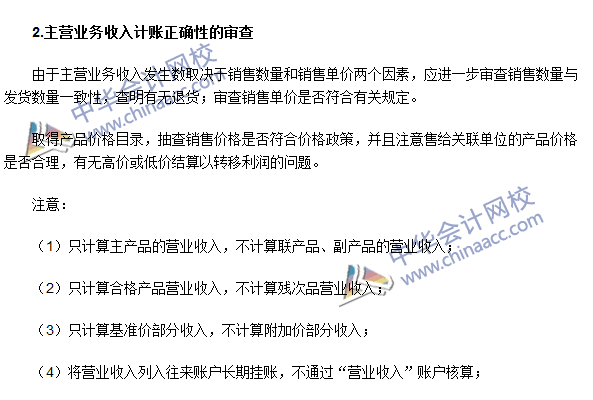 2.主营业务收入计账正确性的审查
由于主营业务收入发生数取决于销售数量和销售单价两个因素，应进一步审查销售数量与
发货数量一致性，查明有无退货；审查销售单价是否符合有关规定。
取得产品价格目录，抽查销售价格是否符合价格政策，并且注意售给关联单位的产品价格
是否合理，有无高价或低价结算以转移利润的问题。
注意：
（1）只计算主产品的营业收入，不计算联产品、副产品的营业收入；
（2）只计算合格产品营业收入，不计算残次品营业收入；
（3）只计算基准价部分收入，不计算附加价部分收入；
（4）将营业收入列入往来账户长期挂账，不通过“营业收入”账户核算；
中华会计网校
www.chinaacc.com
中华会计网校
www.chinaacc.com